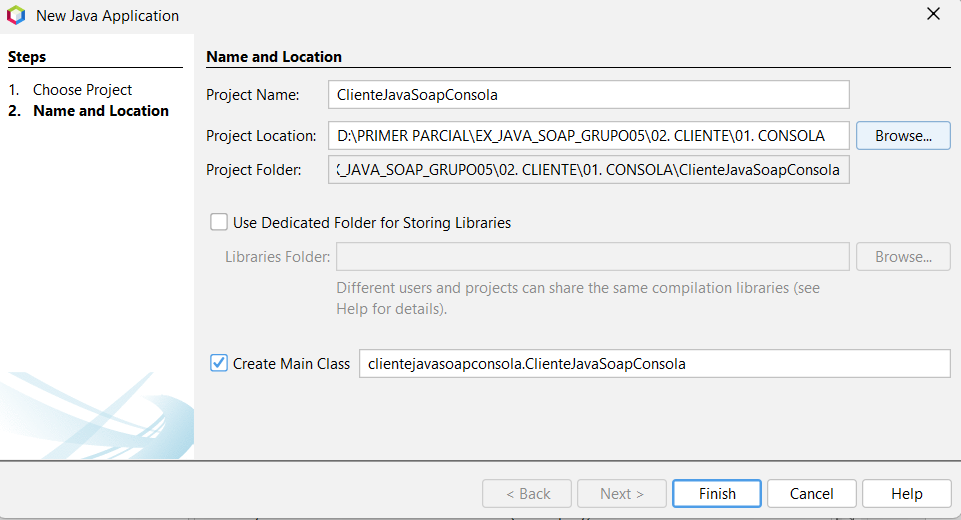 New Java Application
Steps
1. Choose Project
2. Name and Location
Name and Location
Project Name: ClienteJavaSoapConsola
Project Location: D:\PRIMER PARCIAL\EX_JAVA_SOAP_GRUPO05\02. CLIENTE\01. CONSOLA Browse...
Project Folder: X_JAVA_SOAP_GRUPO05\02. CLIENTE\01. CONSOLA\ClienteJavaSoapConsola
Use Dedicated Folder for Storing Libraries
Libraries Folder: Browse...
Different users and projects can share the same compilation libraries (see
Help for details).
Create Main Class clientejavasoapconsola.ClienteJavaSoapConsola
< Back Next > Finish Cancel Help